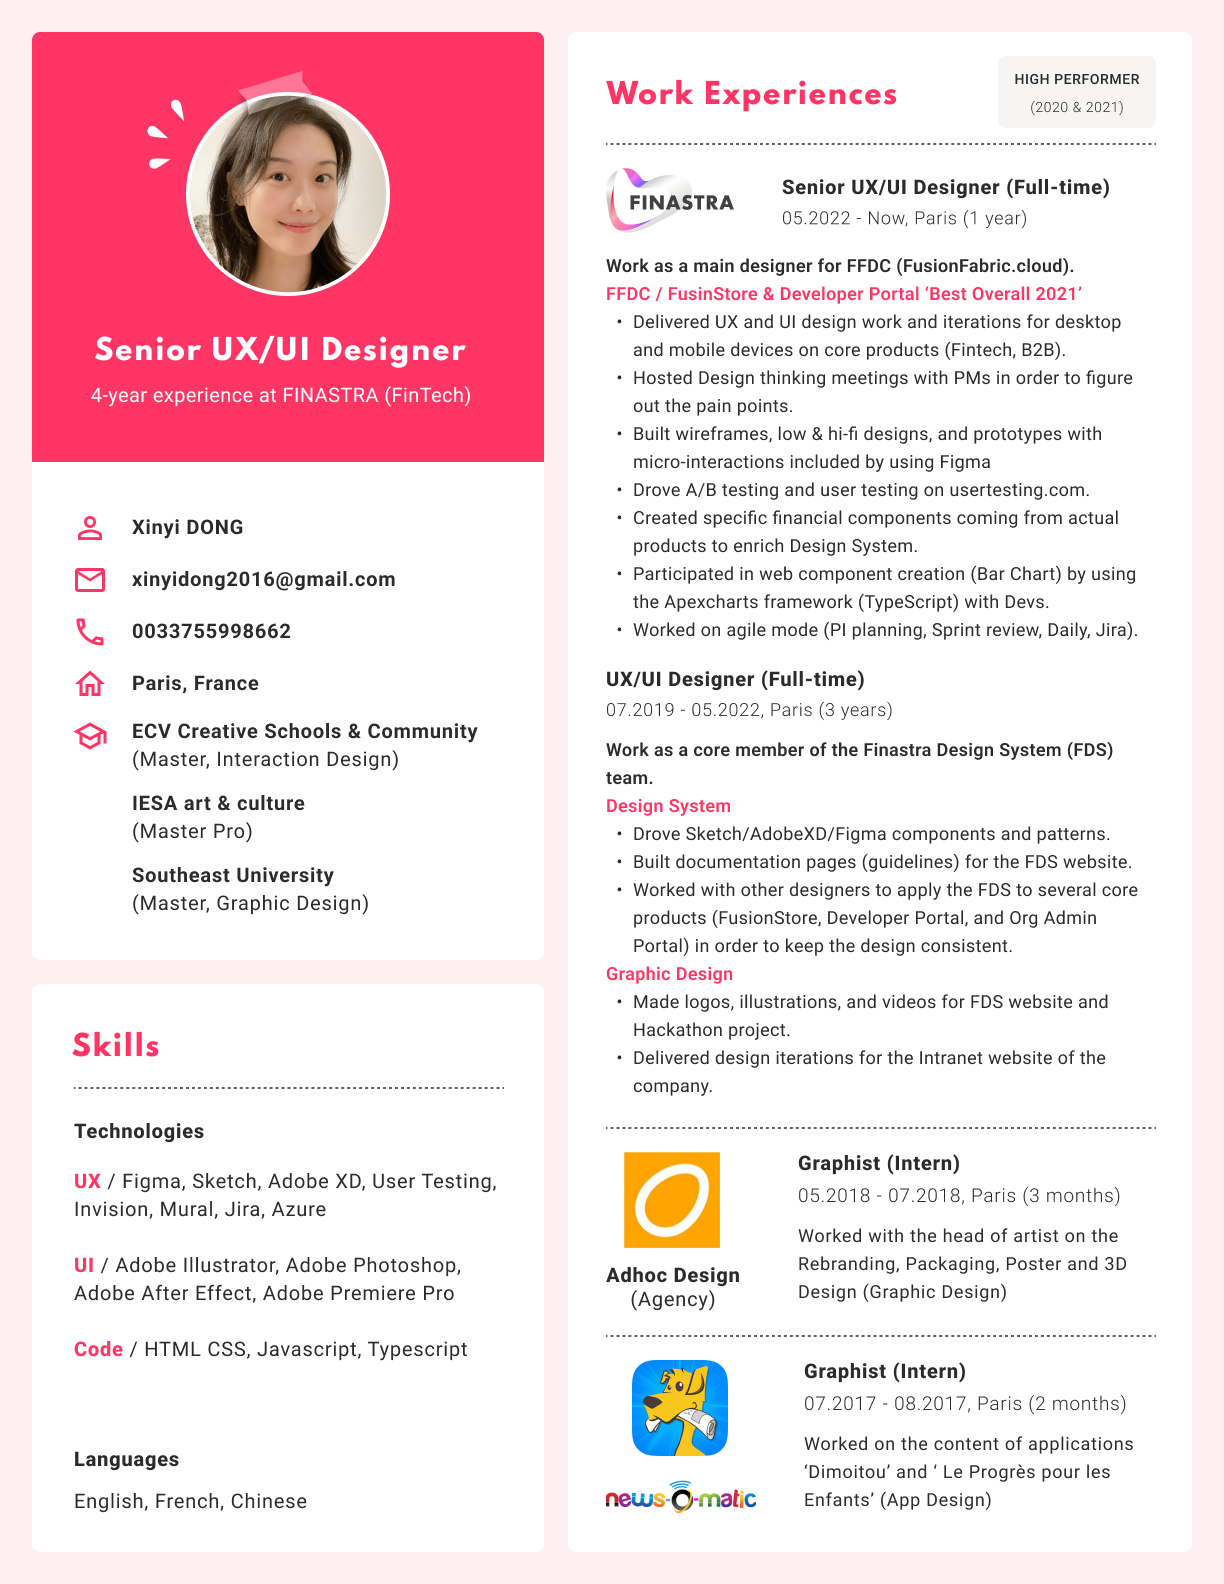 Senior UX/UI Designer
4-year experience at FINASTRA (FinTech)
Xinyi DONG
xinyidong2016@gmail.com
0033755998662
Paris, France
ECV Creative Schools & Community
(Master, Interaction Design)
IESA art & culture
(Master Pro)
Southeast University
(Master, Graphic Design)
Skills
Technologies
UX / Figma, Sketch, Adobe XD, User Testing,
Invision, Mural, Jira, Azure
UI / Adobe Illustrator, Adobe Photoshop,
Adobe After Effect, Adobe Premiere Pro
Code / HTML CSS, Javascript, Typescript
Languages
English, French, Chinese
Work Experiences
HIGH PERFORMER
(2020 & 2021)
FINASTRA
Senior UX/UI Designer (Full-time)
05.2022 - Now, Paris (1 year)
Work as a main designer for FFDC (FusionFabric.cloud).
FFDC / FusinStore & Developer Portal ‘Best Overall 2021’
• Delivered UX and UI design work and iterations for desktop
and mobile devices on core products (Fintech, B2B).
• Hosted Design thinking meetings with PMs in order to figure
out the pain points.
• Built wireframes, low & hi-fi designs, and prototypes with
micro-interactions included by using Figma
• Drove A/B testing and user testing on usertesting.com.
• Created specific financial components coming from actual
products to enrich Design System.
• Participated in web component creation (Bar Chart) by using
the Apexcharts framework (TypeScript) with Devs.
• Worked on agile mode (PI planning, Sprint review, Daily, Jira).
UX/UI Designer (Full-time)
07.2019 - 05.2022, Paris (3 years)
Work as a core member of the Finastra Design System (FDS)
team.
Design System
• Drove Sketch/AdobeXD/Figma components and patterns.
• Built documentation pages (guidelines) for the FDS website.
• Worked with other designers to apply the FDS to several core
products (FusionStore, Developer Portal, and Org Admin
Portal) in order to keep the design consistent.
Graphic Design
• Made logos, illustrations, and videos for FDS website and
Hackathon project.
• Delivered design iterations for the Intranet website of the
company.
Adhoc Design
(Agency)
Graphist (Intern)
05.2018 - 07.2018, Paris (3 months)
Worked with the head of artist on the
Rebranding, Packaging, Poster and 3D
Design (Graphic Design)
news-O-matic
Graphist (Intern)
07.2017 - 08.2017, Paris (2 months)
Worked on the content of applications
‘Dimoitou’ and ‘ Le Progrès pour les
Enfants’ (App Design)